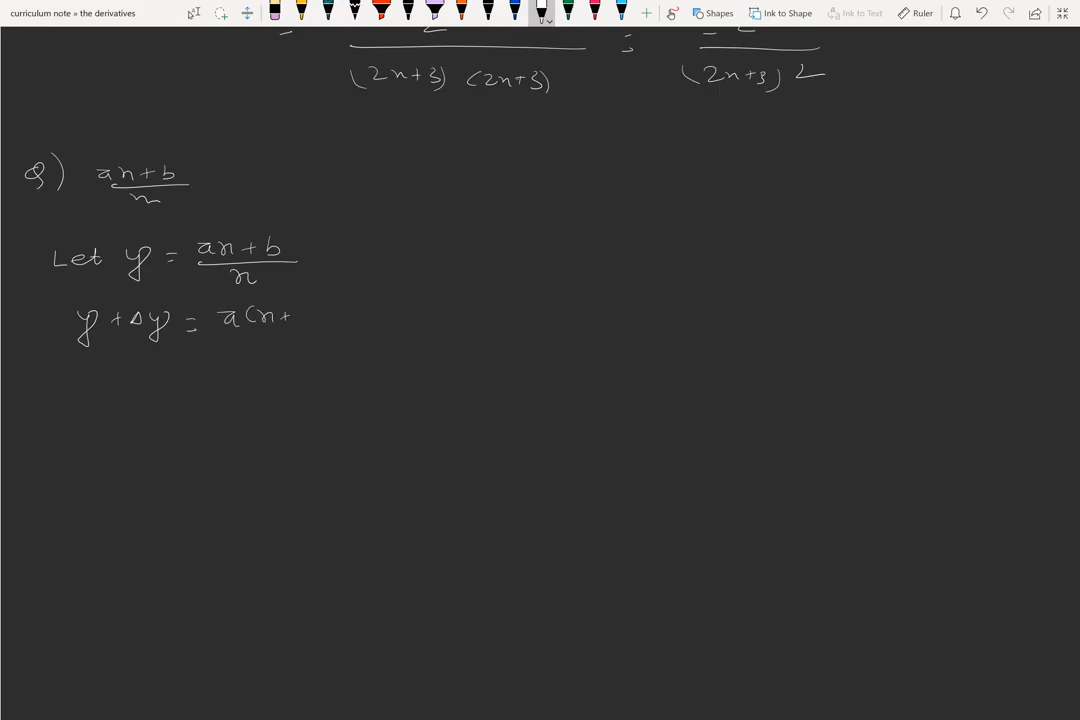 curriculum note » the derivatives
Shapes Ink to Shape Ink to Text Ruler
(2x+3) (2x+3) = (2x+3)2
Q) ax+b
x
Let y = ax+b
x
y + Δy = a(x+